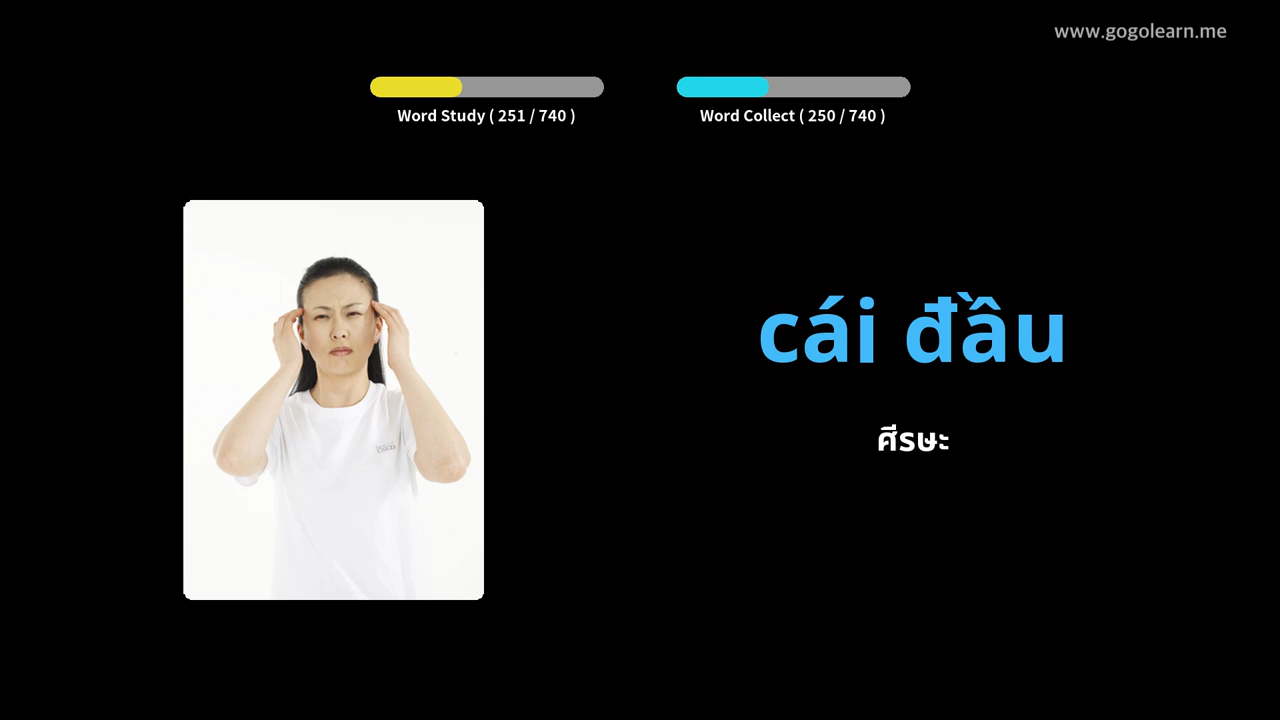 www.gogolearn.me
Word Study ( 251 / 740 )
Word Collect ( 250 / 740 )
cái đầu
ศีรษะ